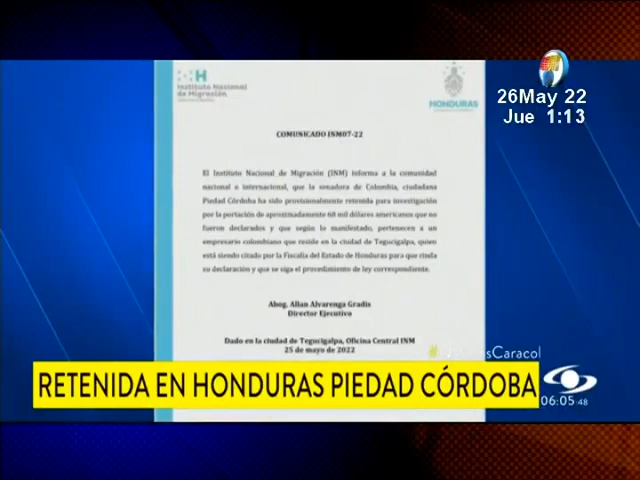 Instituto Nacional
de Migración
HONDURAS
26May 22
Jue 1:13
COMUNICADO INM07-22
El Instituto Nacional de Migración (INM) informa a la comunidad
nacional e internacional, que la senadora de Colombia, ciudadana
Piedad Córdoba ha sido provisionalmente retenida para investigación
por la portación de aproximadamente 68 mil dólares americanos que no
fueron declarados y que según lo manifestado, pertenecen a un
empresario colombiano que reside en la ciudad de Tegucigalpa, quien
está siendo citado por la Fiscalía del Estado de Honduras para que rinda
su declaración y que se siga el procedimiento de ley correspondiente.
Abog. Allan Alvarenga Gradis
Director Ejecutivo
Dado en la ciudad de Tegucigalpa, Oficina Central INM
25 de mayo de 2022
Caracol
RETENIDA EN HONDURAS PIEDAD CÓRDOBA
06:05:48